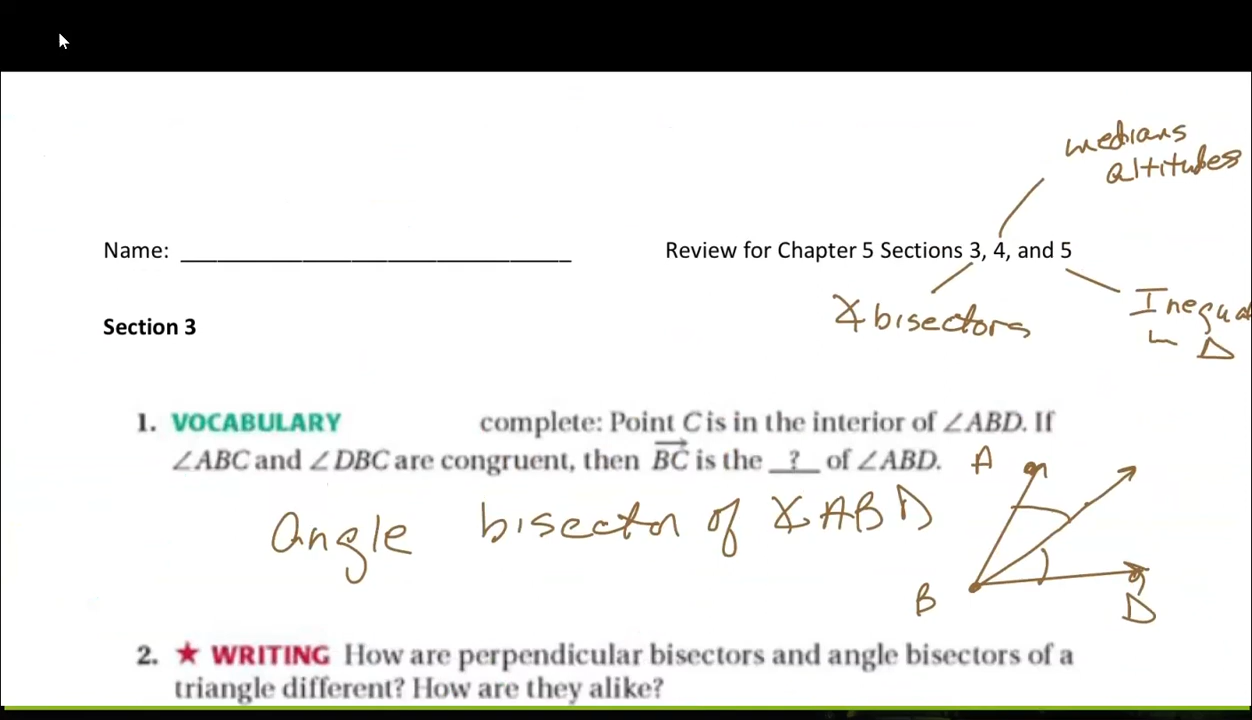 medians
altitudes
Name: ____________________ Review for Chapter 5 Sections 3, 4, and 5
∡ bisectors
Section 3
1. VOCABULARY complete: Point C is in the interior of ∠ABD. If
∠ABC and ∠DBC are congruent, then BC is the ? of ∠ABD.
A
angle bisector of ∡ABD
B
D
2. ★ WRITING How are perpendicular bisectors and angle bisectors of a
triangle different? How are they alike?